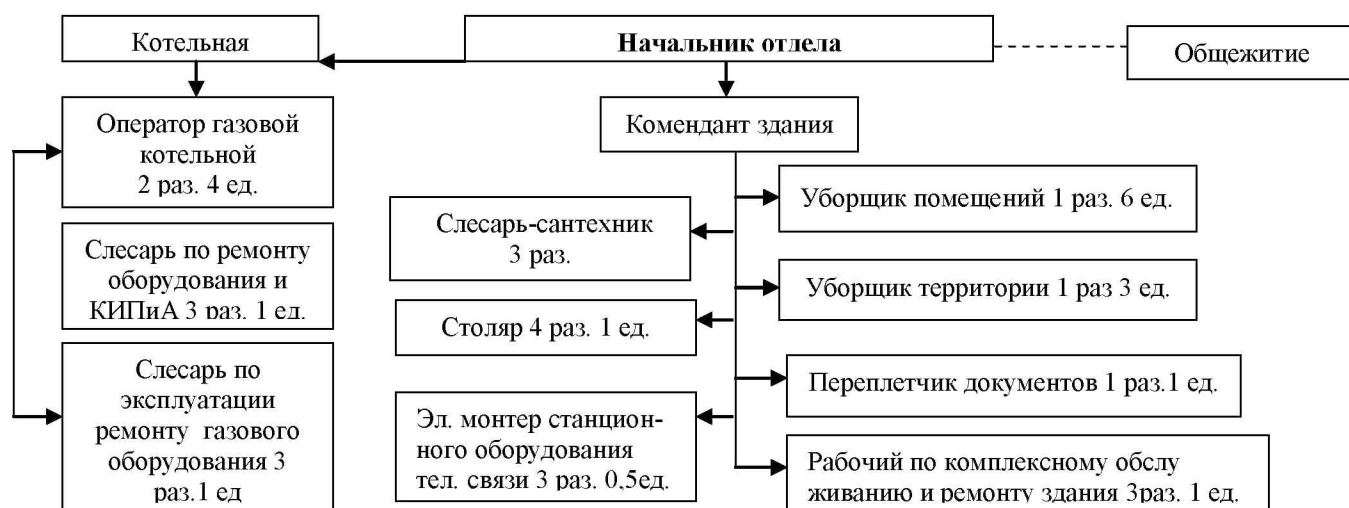 Котельная
Начальник отдела
Общежитие
Оператор газовой
котельной
2 раз. 4 ед.
Слесарь по ремонту
оборудования и
КИПиА 3 раз. 1 ед.
Слесарь по
эксплуатации
ремонту газового
оборудования 3
раз.1 ед
Комендант здания
Слесарь-сантехник
3 раз.
Столяр 4 раз. 1 ед.
Эл. монтер станцион-
ного оборудования
тел. связи 3 раз. 0,5ед.
Уборщик помещений 1 раз. 6 ед.
Уборщик территории 1 раз 3 ед.
Переплетчик документов 1 раз.1 ед.
Рабочий по комплексному обслу
живанию и ремонту здания 3раз. 1 ед.